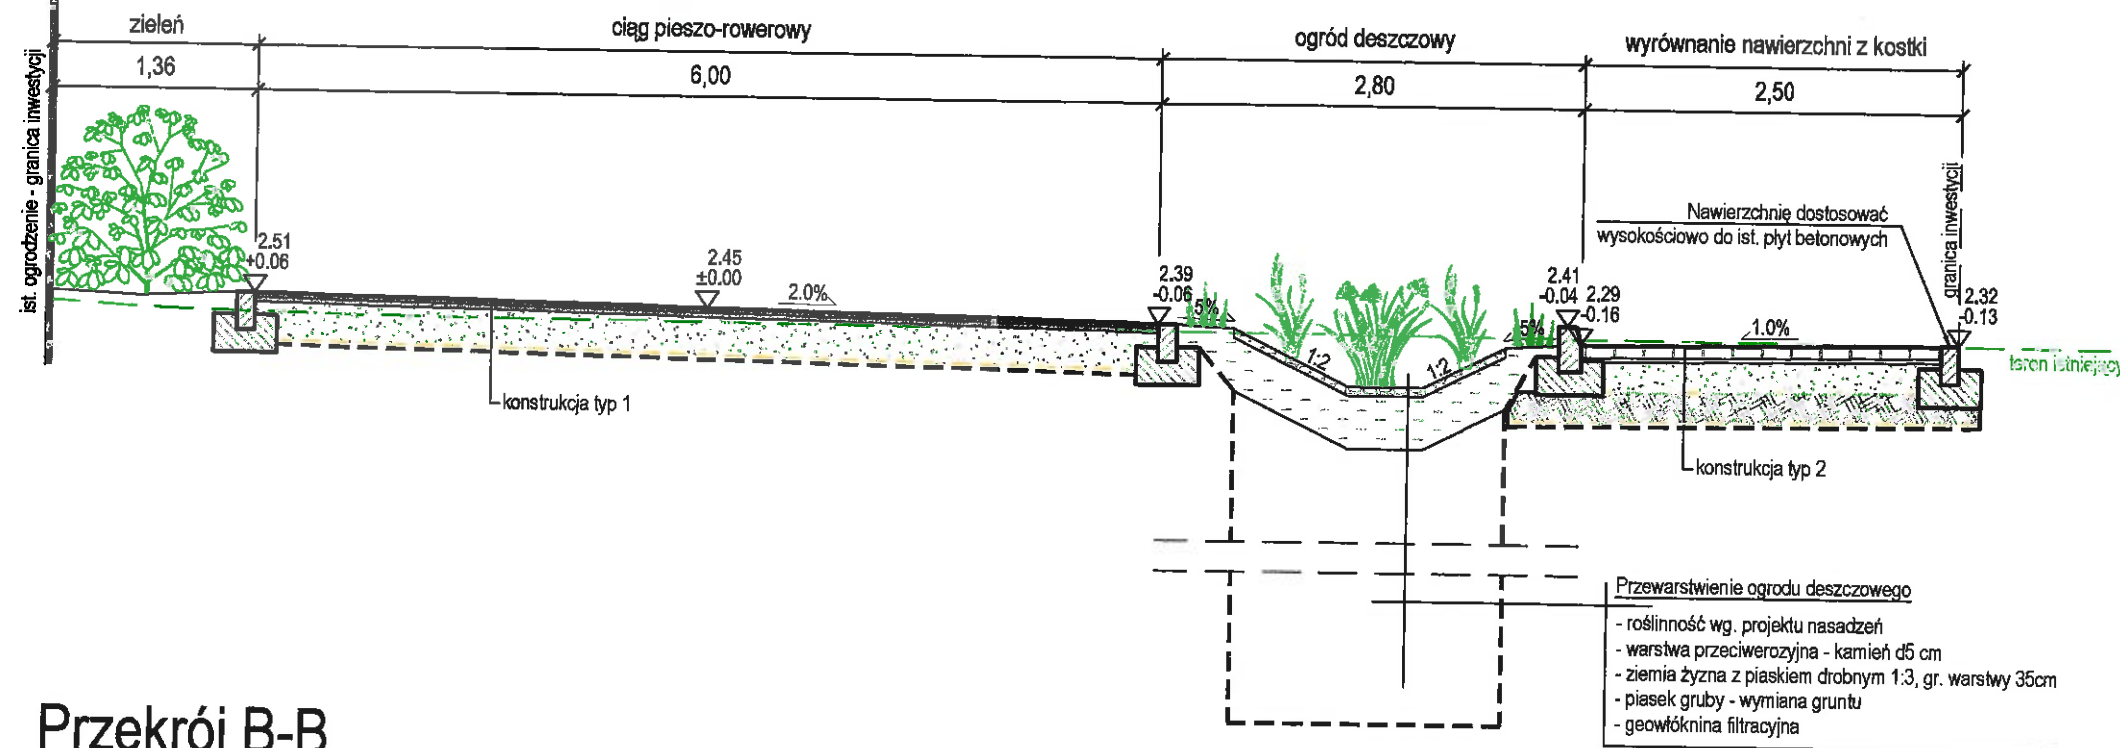 zieleń
ciąg pieszo-rowerowy
ogród deszczowy
wyrównanie nawierzchni z kostki
1,36
6,00
2,80
2,50
ist. ogrodzenie - granica inwestycji
granica inwestycji
Nawierzchnię dostosować
wysokościowo do ist. płyt betonowych
2.51
+0.06
2.45
±0.00
2.0%
2.39
-0.06
5%
1:2
1:2
5%
2.41
-0.04
2.29
-0.16
1.0%
2.32
-0.13
teren istniejący
konstrukcja typ 1
konstrukcja typ 2
Przewarstwienie ogrodu deszczowego
- roślinność wg. projektu nasadzeń
- warstwa przeciwerozyjna - kamień d5 cm
- ziemia żyzna z piaskiem drobnym 1:3, gr. warstwy 35cm
- piasek gruby - wymiana gruntu
- geowłóknina filtracyjna
Przekrój B-B